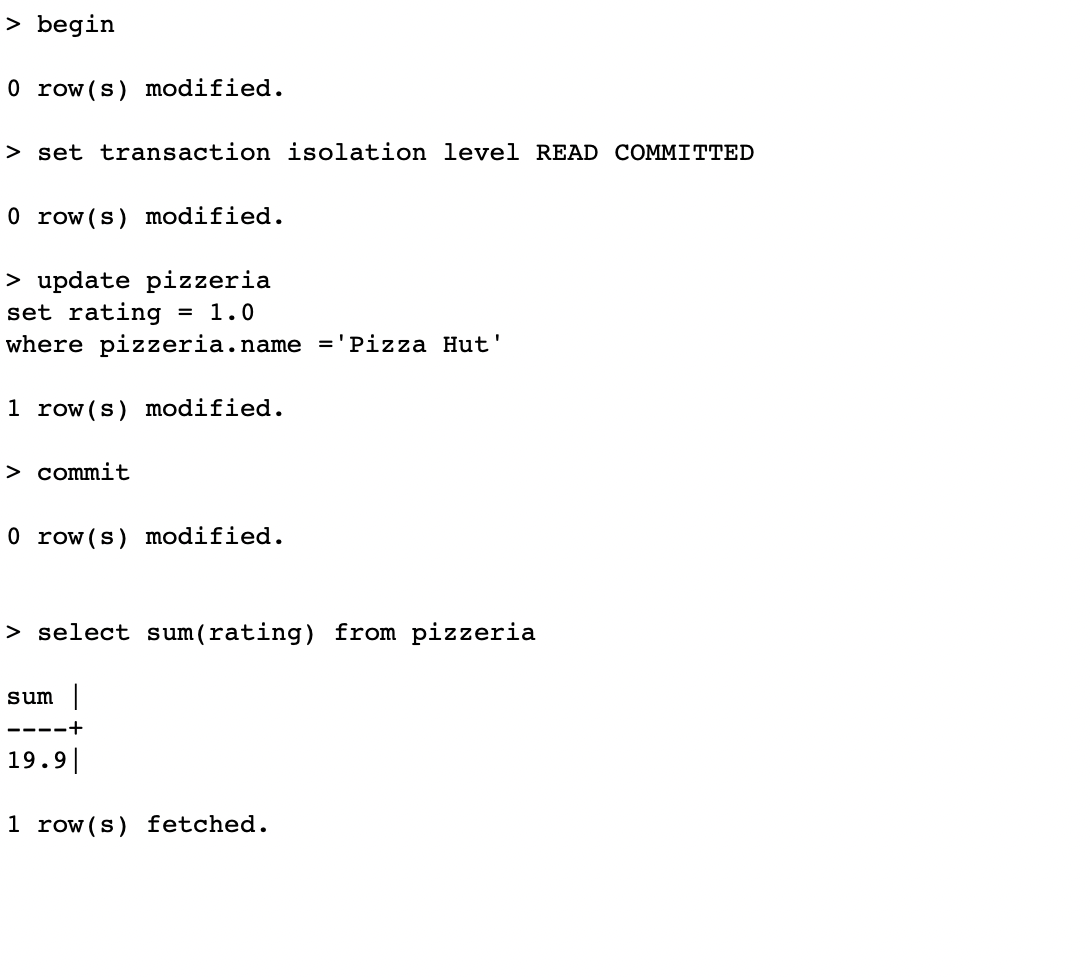 > begin
0 row(s) modified.
> set transaction isolation level READ COMMITTED
0 row(s) modified.
> update pizzeria
set rating = 1.0
where pizzeria.name ='Pizza Hut'
1 row(s) modified.
> commit
0 row(s) modified.
> select sum(rating) from pizzeria
sum |
----+
19.9|
1 row(s) fetched.